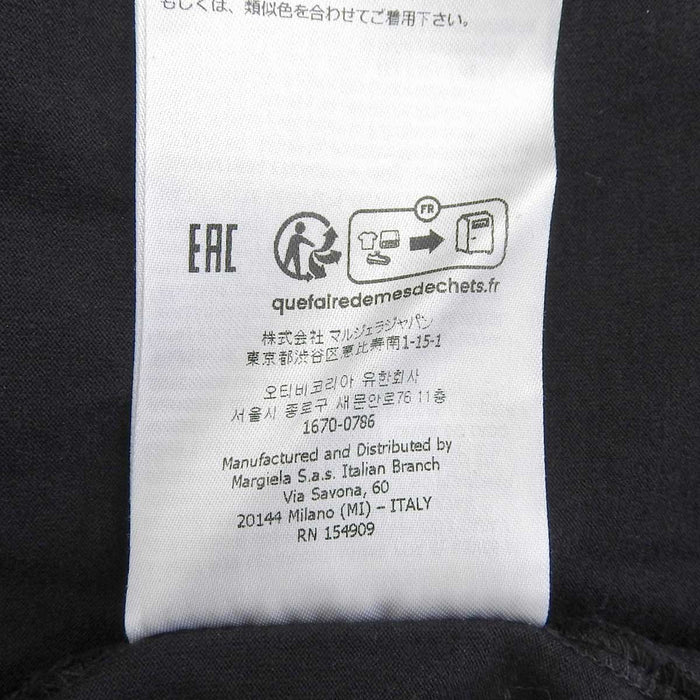 もしくは、類似色を合わせてご着用下さい。
FR
EAC
quefairedemesdechets.fr
株式会社 マルジェラジャパン
東京都渋谷区恵比寿南1-15-1
오티비코리아 유한회사
서울시 종로구 새문안로76 11층
1670-0786
Manufactured and Distributed by
Margiela S.a.s. Italian Branch
Via Savona, 60
20144 Milano (MI) – ITALY
RN 154909